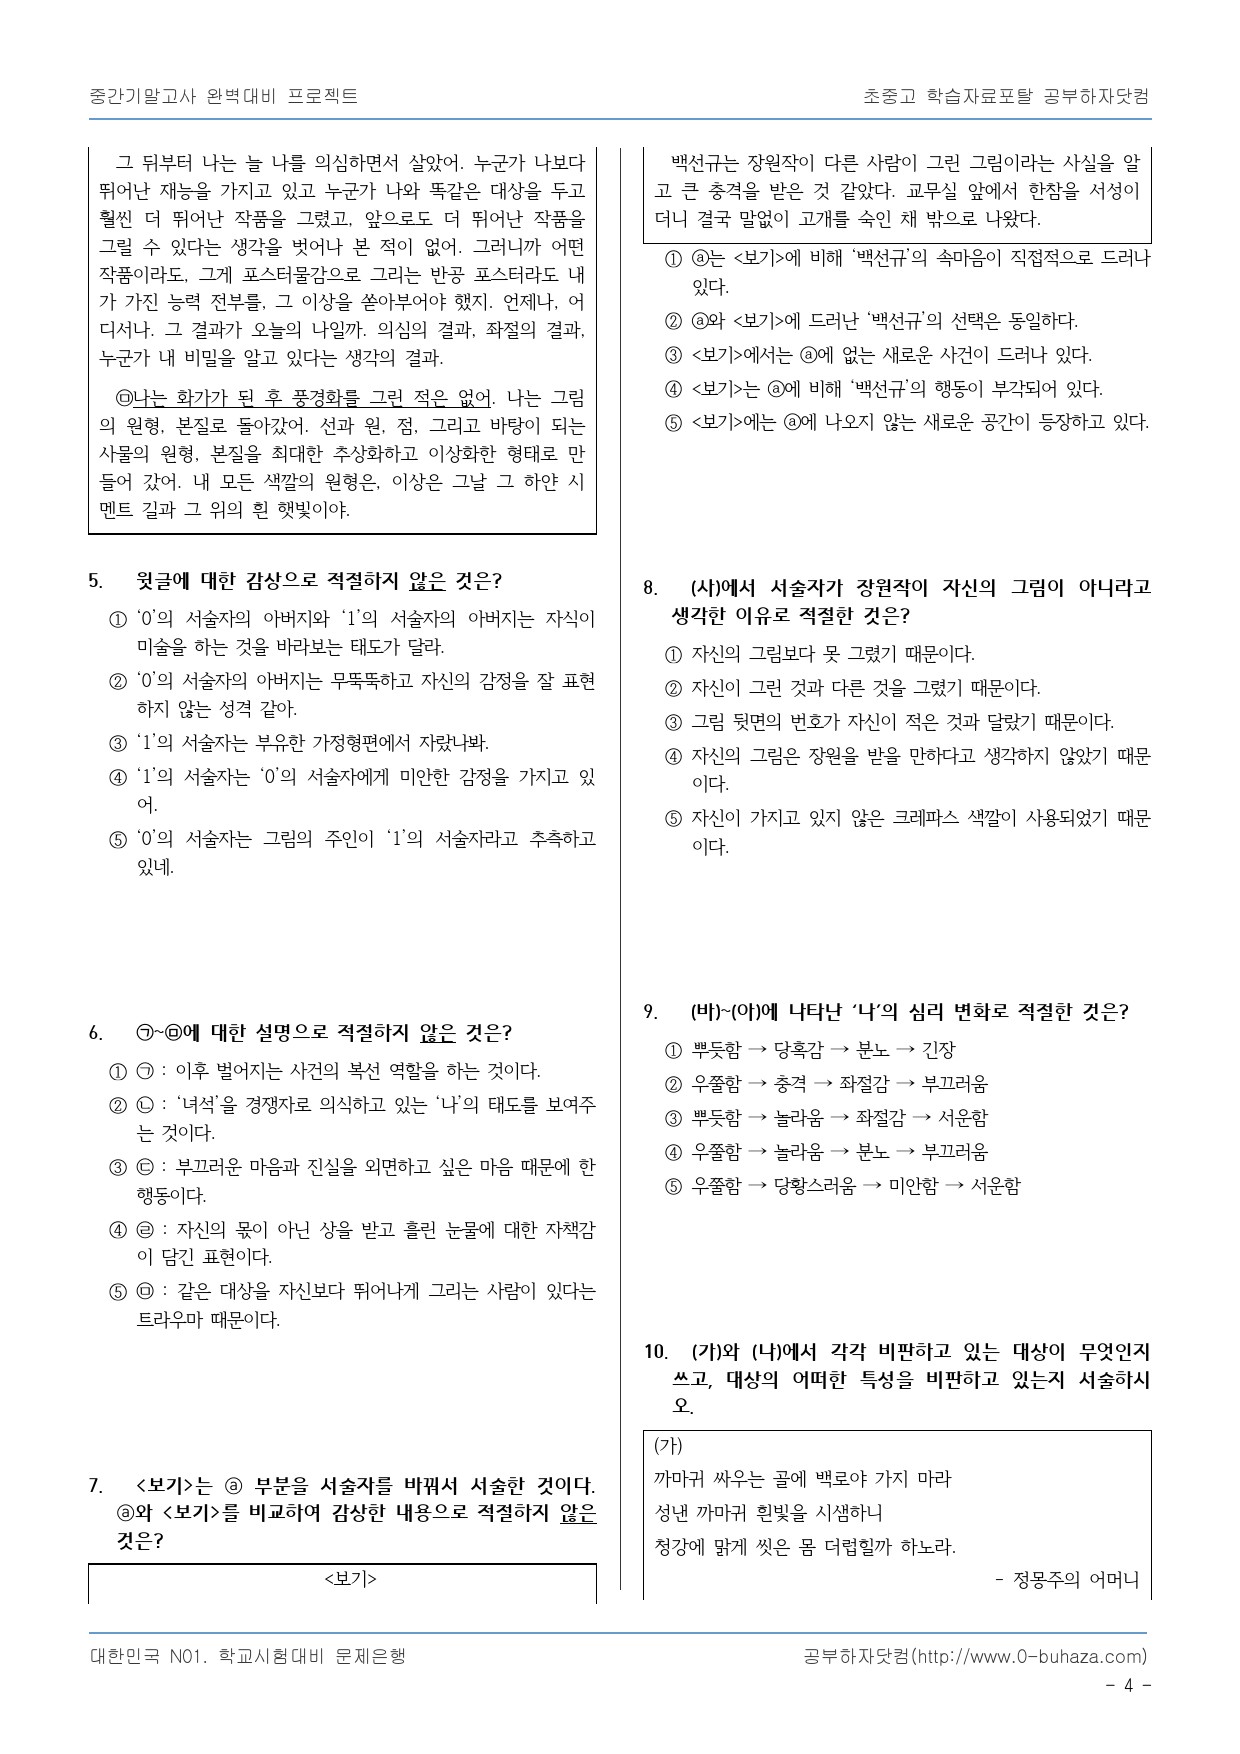 중간기말고사 완벽대비 프로젝트
초중고 학습자료포탈 공부하자닷컴
그 뒤부터 나는 늘 나를 의심하면서 살았어. 누군가 나보다
뛰어난 재능을 가지고 있고 누군가 나와 똑같은 대상을 두고
훨씬 더 뛰어난 작품을 그렸고, 앞으로도 더 뛰어난 작품을
그릴 수 있다는 생각을 벗어나 본 적이 없어. 그러니까 어떤
작품이라도, 그게 포스터물감으로 그리는 반공 포스터라도 내
가 가진 능력 전부를, 그 이상을 쏟아부어야 했지. 언제나, 어
디서나. 그 결과가 오늘의 나일까. 의심의 결과, 좌절의 결과,
누군가 내 비밀을 알고 있다는 생각의 결과.
㉤나는 화가가 된 후 풍경화를 그린 적은 없어. 나는 그림
의 원형, 본질로 돌아갔어. 선과 원, 점, 그리고 바탕이 되는
사물의 원형, 본질을 최대한 추상화하고 이상화한 형태로 만
들어 갔어. 내 모든 색깔의 원형은, 이상은 그날 그 하얀 시
멘트 길과 그 위의 흰 햇빛이야.
5. 윗글에 대한 감상으로 적절하지 않은 것은?
① ‘0’의 서술자의 아버지와 ‘1’의 서술자의 아버지는 자식이
미술을 하는 것을 바라보는 태도가 달라.
② ‘0’의 서술자의 아버지는 무뚝뚝하고 자신의 감정을 잘 표현
하지 않는 성격 같아.
③ ‘1’의 서술자는 부유한 가정형편에서 자랐나봐.
④ ‘1’의 서술자는 ‘0’의 서술자에게 미안한 감정을 가지고 있
어.
⑤ ‘0’의 서술자는 그림의 주인이 ‘1’의 서술자라고 추측하고
있네.
6. ㉠~㉤에 대한 설명으로 적절하지 않은 것은?
① ㉠ : 이후 벌어지는 사건의 복선 역할을 하는 것이다.
② ㉡ : ‘녀석’을 경쟁자로 의식하고 있는 ‘나’의 태도를 보여주
는 것이다.
③ ㉢ : 부끄러운 마음과 진실을 외면하고 싶은 마음 때문에 한
행동이다.
④ ㉣ : 자신의 몫이 아닌 상을 받고 흘린 눈물에 대한 자책감
이 담긴 표현이다.
⑤ ㉤ : 같은 대상을 자신보다 뛰어나게 그리는 사람이 있다는
트라우마 때문이다.
7. <보기>는 ⓐ 부분을 서술자를 바꿔서 서술한 것이다.
ⓐ와 <보기>를 비교하여 감상한 내용으로 적절하지 않은
것은?
<보기>
백선규는 장원작이 다른 사람이 그린 그림이라는 사실을 알
고 큰 충격을 받은 것 같았다. 교무실 앞에서 한참을 서성이
더니 결국 말없이 고개를 숙인 채 밖으로 나왔다.
① ⓐ는 <보기>에 비해 ‘백선규’의 속마음이 직접적으로 드러나
있다.
② ⓐ와 <보기>에 드러난 ‘백선규’의 선택은 동일하다.
③ <보기>에서는 ⓐ에 없는 새로운 사건이 드러나 있다.
④ <보기>는 ⓐ에 비해 ‘백선규’의 행동이 부각되어 있다.
⑤ <보기>에는 ⓐ에 나오지 않는 새로운 공간이 등장하고 있다.
8. (사)에서 서술자가 장원작이 자신의 그림이 아니라고
생각한 이유로 적절한 것은?
① 자신의 그림보다 못 그렸기 때문이다.
② 자신이 그린 것과 다른 것을 그렸기 때문이다.
③ 그림 뒷면의 번호가 자신이 적은 것과 달랐기 때문이다.
④ 자신의 그림은 장원을 받을 만하다고 생각하지 않았기 때문
이다.
⑤ 자신이 가지고 있지 않은 크레파스 색깔이 사용되었기 때문
이다.
9. (바)~(아)에 나타난 ‘나’의 심리 변화로 적절한 것은?
① 뿌듯함 → 당혹감 → 분노 → 긴장
② 우쭐함 → 충격 → 좌절감 → 부끄러움
③ 뿌듯함 → 놀라움 → 좌절감 → 서운함
④ 우쭐함 → 놀라움 → 분노 → 부끄러움
⑤ 우쭐함 → 당황스러움 → 미안함 → 서운함
10. (가)와 (나)에서 각각 비판하고 있는 대상이 무엇인지
쓰고, 대상의 어떠한 특성을 비판하고 있는지 서술하시
오.
(가)
까마귀 싸우는 골에 백로야 가지 마라
성낸 까마귀 흰빛을 시샘하니
청강에 맑게 씻은 몸 더럽힐까 하노라.
- 정몽주의 어머니
대한민국 N01. 학교시험대비 문제은행
공부하자닷컴(http://www.0-buhaza.com)
- 4 -